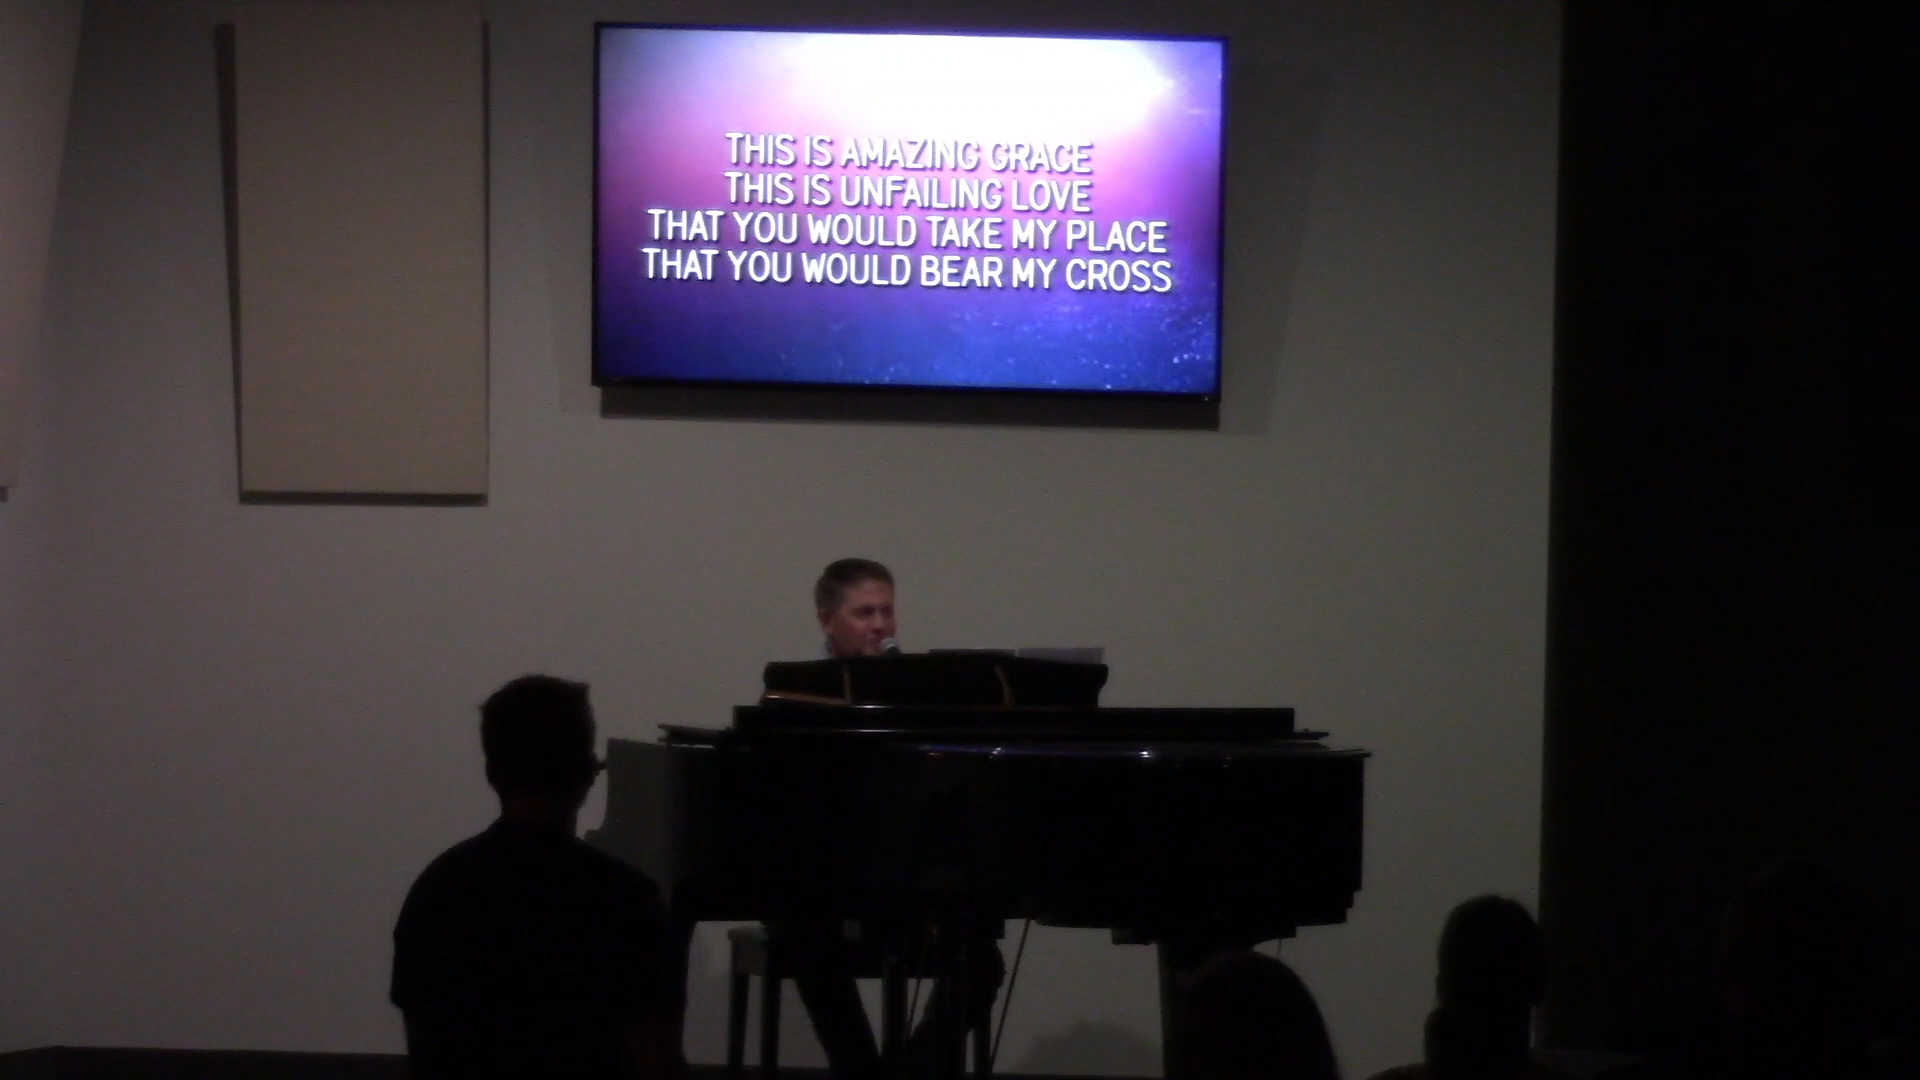 THIS IS AMAZING GRACE
THIS IS UNFAILING LOVE
THAT YOU WOULD TAKE MY PLACE
THAT YOU WOULD BEAR MY CROSS